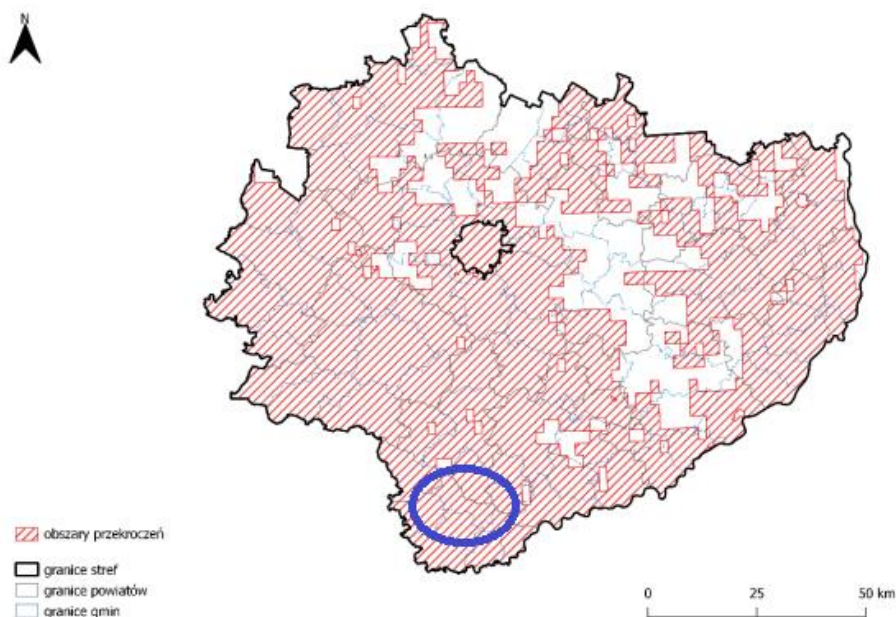 N
obszary przekroczeń
granice stref
granice powiatów
granice gmin
0 25 50 km